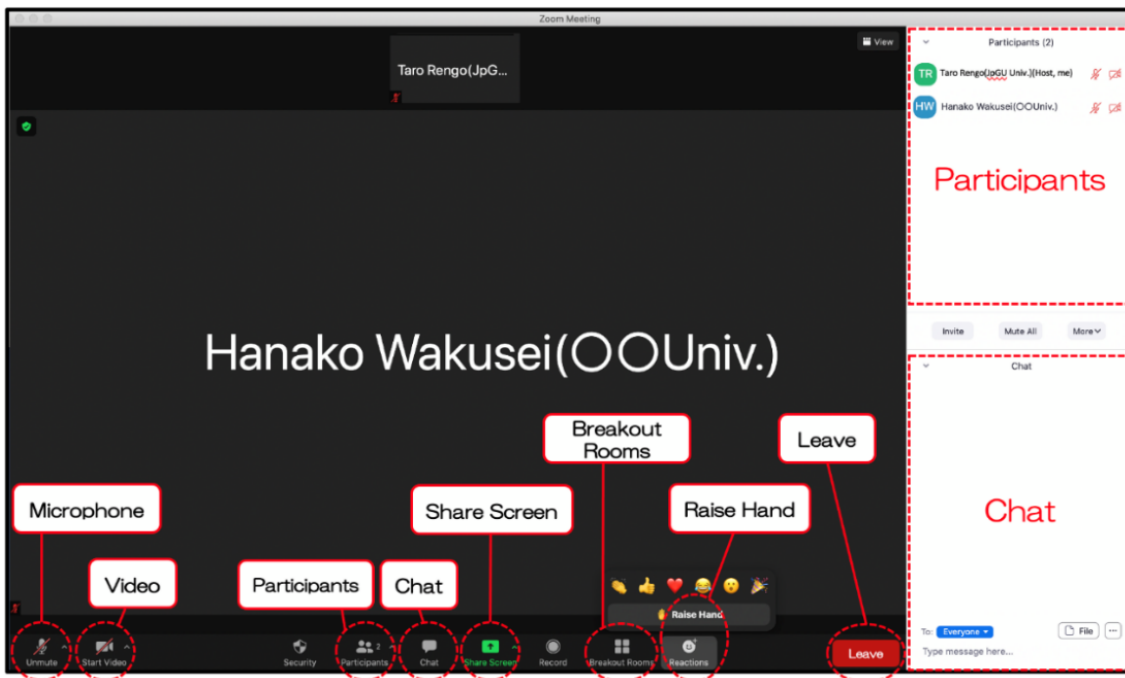 Zoom Meeting
Taro Rengo(JpG...
View
Participants (2)
TR Taro Rengo(JpGU Univ.)(Host, me)
HW Hanako Wakusei(〇〇Univ.)
Participants
Invite Mute All More
Hanako Wakusei(〇〇Univ.)
Chat
Breakout
Rooms
Leave
Microphone
Share Screen
Raise Hand
Chat
Video
Participants
Chat
Raise Hand
To: Everyone
File
Type message here...
Unmute
Start Video
Security
Participants 2
Chat
Share Screen
Record
Breakout Rooms
Reactions
Leave